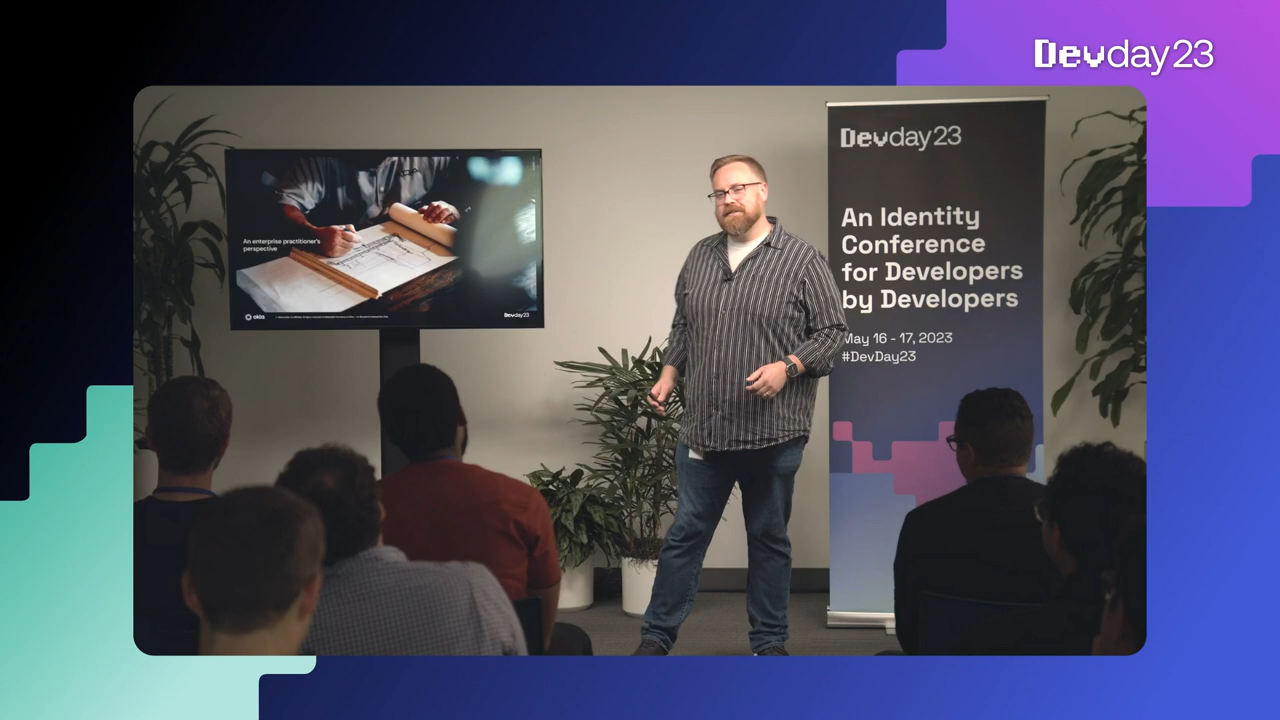 Devday23
Devday23
An Identity
Conference
for Developers
by Developers
May 16 - 17, 2023
#DevDay23
An enterprise practitioner's
perspective
okta
Devday23